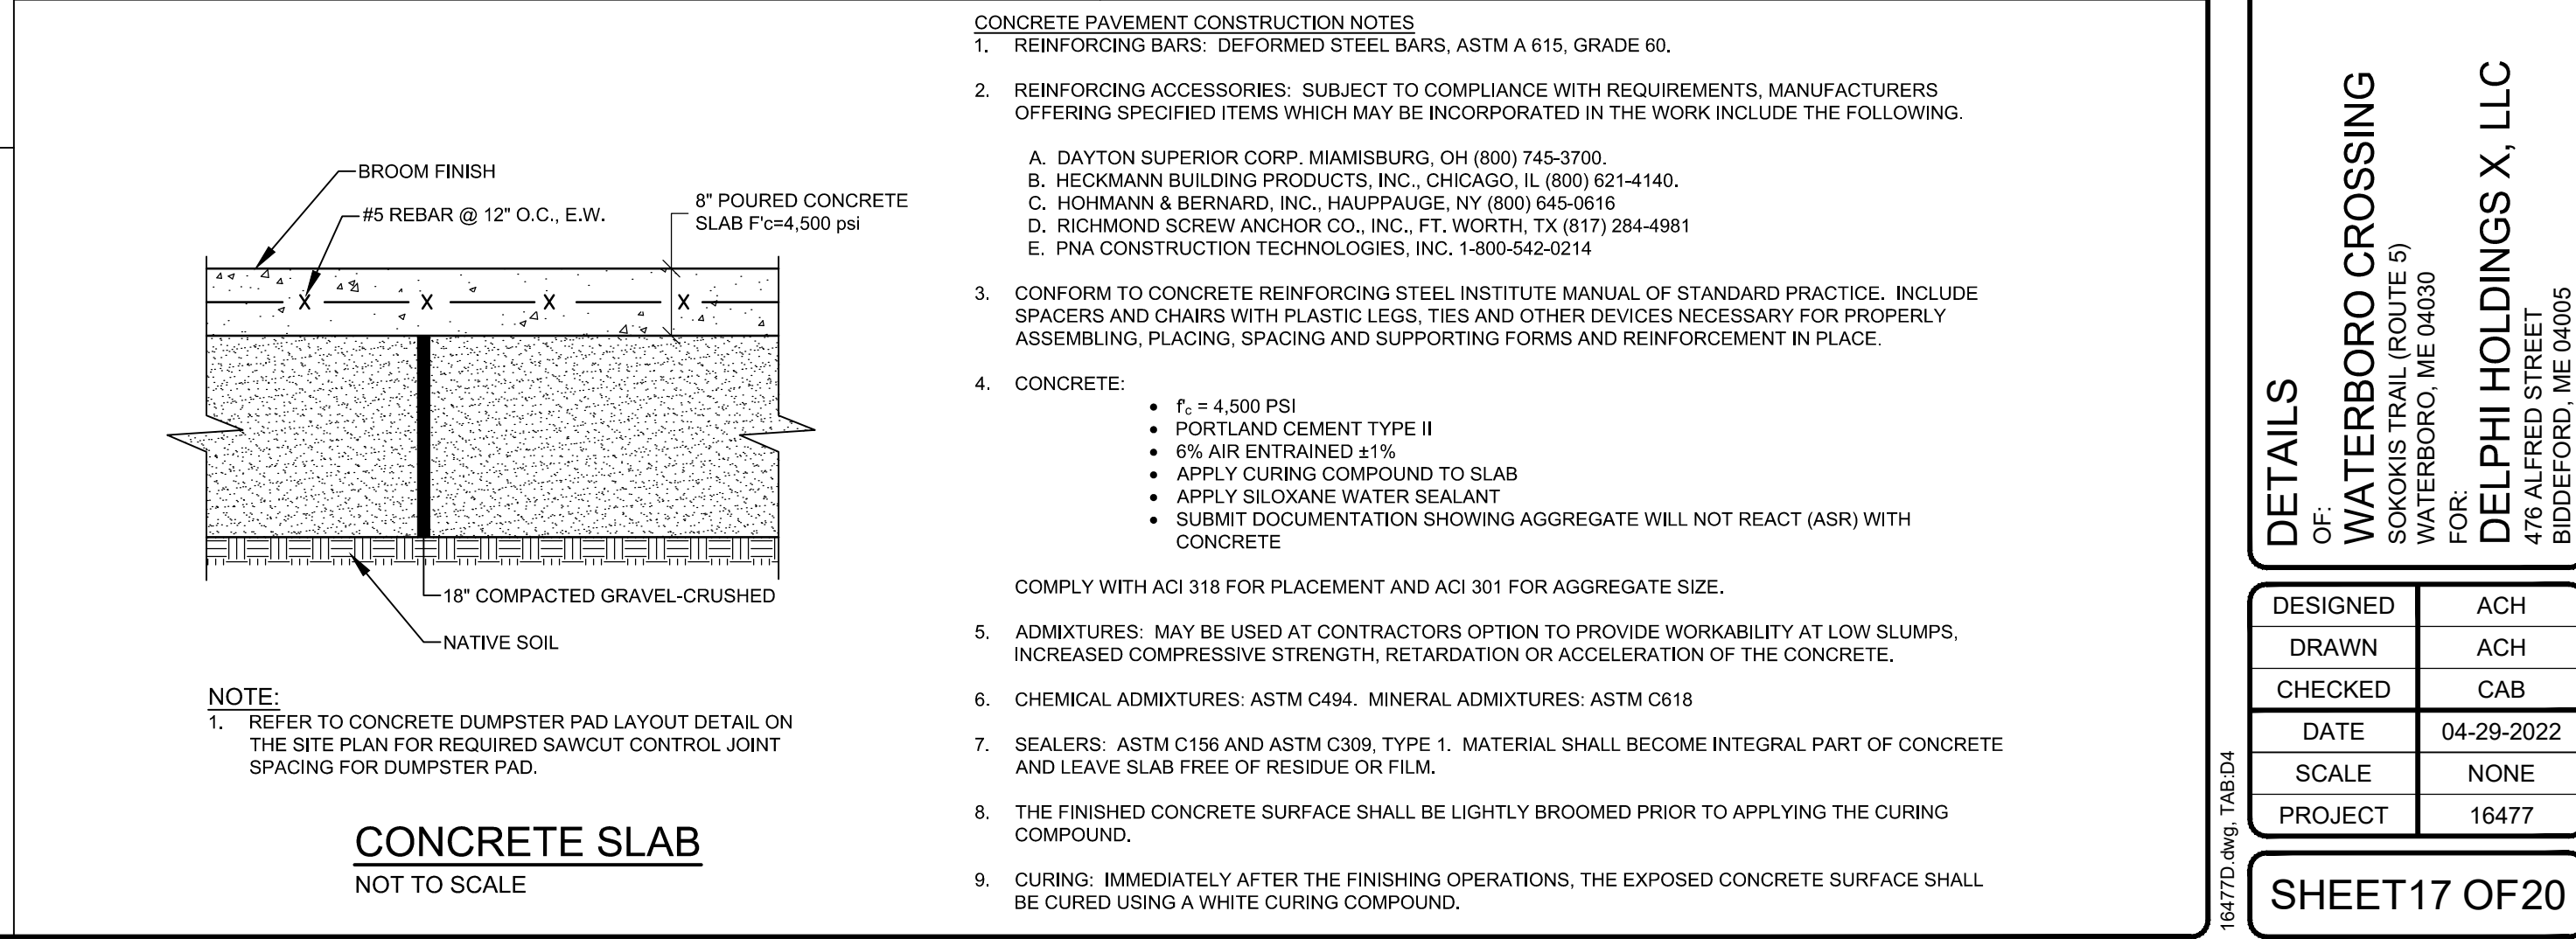 BROOM FINISH
#5 REBAR @ 12" O.C., E.W.
8" POURED CONCRETE
SLAB F'c=4,500 psi
X X X X
18" COMPACTED GRAVEL-CRUSHED
NATIVE SOIL
NOTE:
1. REFER TO CONCRETE DUMPSTER PAD LAYOUT DETAIL ON
THE SITE PLAN FOR REQUIRED SAWCUT CONTROL JOINT
SPACING FOR DUMPSTER PAD.
CONCRETE SLAB
NOT TO SCALE
CONCRETE PAVEMENT CONSTRUCTION NOTES
1. REINFORCING BARS: DEFORMED STEEL BARS, ASTM A 615, GRADE 60.
2. REINFORCING ACCESSORIES: SUBJECT TO COMPLIANCE WITH REQUIREMENTS, MANUFACTURERS
OFFERING SPECIFIED ITEMS WHICH MAY BE INCORPORATED IN THE WORK INCLUDE THE FOLLOWING.
A. DAYTON SUPERIOR CORP. MIAMISBURG, OH (800) 745-3700.
B. HECKMANN BUILDING PRODUCTS, INC., CHICAGO, IL (800) 621-4140.
C. HOHMANN & BERNARD, INC., HAUPPAUGE, NY (800) 645-0616
D. RICHMOND SCREW ANCHOR CO., INC., FT. WORTH, TX (817) 284-4981
E. PNA CONSTRUCTION TECHNOLOGIES, INC. 1-800-542-0214
3. CONFORM TO CONCRETE REINFORCING STEEL INSTITUTE MANUAL OF STANDARD PRACTICE. INCLUDE
SPACERS AND CHAIRS WITH PLASTIC LEGS, TIES AND OTHER DEVICES NECESSARY FOR PROPERLY
ASSEMBLING, PLACING, SPACING AND SUPPORTING FORMS AND REINFORCEMENT IN PLACE.
4. CONCRETE:
• f'c = 4,500 PSI
• PORTLAND CEMENT TYPE II
• 6% AIR ENTRAINED ±1%
• APPLY CURING COMPOUND TO SLAB
• APPLY SILOXANE WATER SEALANT
• SUBMIT DOCUMENTATION SHOWING AGGREGATE WILL NOT REACT (ASR) WITH
CONCRETE
COMPLY WITH ACI 318 FOR PLACEMENT AND ACI 301 FOR AGGREGATE SIZE.
5. ADMIXTURES: MAY BE USED AT CONTRACTORS OPTION TO PROVIDE WORKABILITY AT LOW SLUMPS,
INCREASED COMPRESSIVE STRENGTH, RETARDATION OR ACCELERATION OF THE CONCRETE.
6. CHEMICAL ADMIXTURES: ASTM C494. MINERAL ADMIXTURES: ASTM C618
7. SEALERS: ASTM C156 AND ASTM C309, TYPE 1. MATERIAL SHALL BECOME INTEGRAL PART OF CONCRETE
AND LEAVE SLAB FREE OF RESIDUE OR FILM.
8. THE FINISHED CONCRETE SURFACE SHALL BE LIGHTLY BROOMED PRIOR TO APPLYING THE CURING
COMPOUND.
9. CURING: IMMEDIATELY AFTER THE FINISHING OPERATIONS, THE EXPOSED CONCRETE SURFACE SHALL
BE CURED USING A WHITE CURING COMPOUND.
16477D.dwg, TAB:D4
DETAILS
OF:
WATERBORO CROSSING
SOKOKIS TRAIL (ROUTE 5)
WATERBORO, ME 04030
FOR:
DELPHI HOLDINGS X, LLC
476 ALFRED STREET
BIDDEFORD, ME 04005
DESIGNED ACH
DRAWN ACH
CHECKED CAB
DATE 04-29-2022
SCALE NONE
PROJECT 16477
SHEET17 OF20